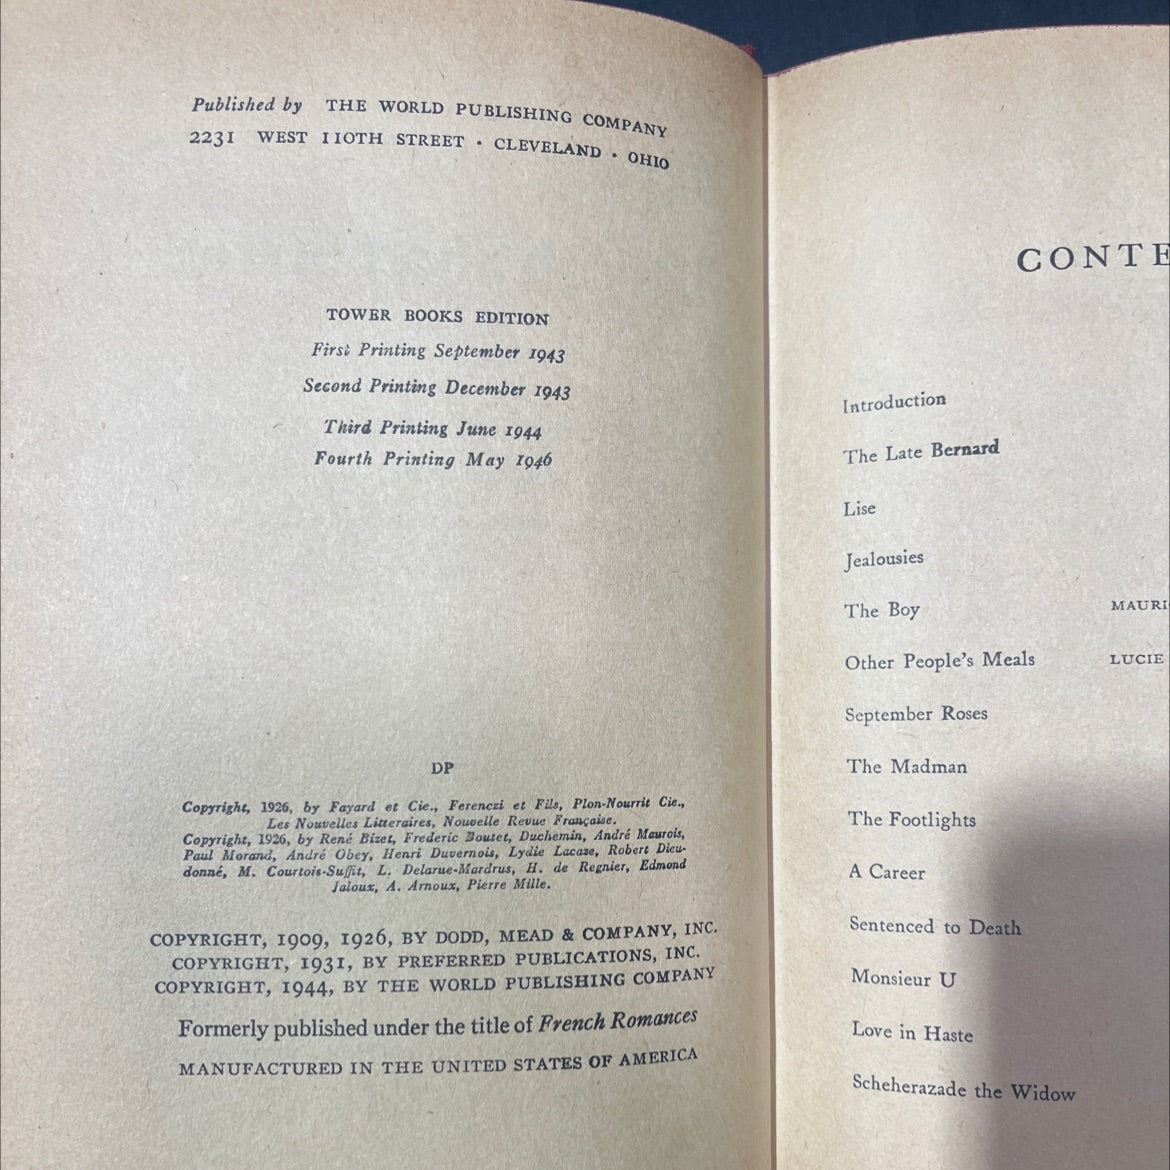 Published by THE WORLD PUBLISHING COMPANY
2231 WEST 110TH STREET · CLEVELAND · OHIO
TOWER BOOKS EDITION
First Printing September 1943
Second Printing December 1943
Third Printing June 1944
Fourth Printing May 1946
DP
Copyright, 1926, by Fayard et Cie., Ferenczi et Fils, Plon-Nourrit Cie.,
Les Nouvelles Litteraires, Nouvelle Revue Française.
Copyright, 1926, by René Bizet, Frederic Boutet, Duchemin, André Maurois,
Paul Morand, André Obey, Henri Duvernois, Lydie Lacaze, Robert Dieu-
donné, M. Courtois-Suffit, L. Delarue-Mardrus, H. de Regnier, Edmond
Jaloux, A. Arnoux, Pierre Mille.
COPYRIGHT, 1909, 1926, BY DODD, MEAD & COMPANY, INC.
COPYRIGHT, 1931, BY PREFERRED PUBLICATIONS, INC.
COPYRIGHT, 1944, BY THE WORLD PUBLISHING COMPANY
Formerly published under the title of French Romances
MANUFACTURED IN THE UNITED STATES OF AMERICA
CONTE
Introduction
The Late Bernard
Lise
Jealousies
The Boy MAURI
Other People's Meals LUCIE
September Roses
The Madman
The Footlights
A Career
Sentenced to Death
Monsieur U
Love in Haste
Scheherazade the Widow